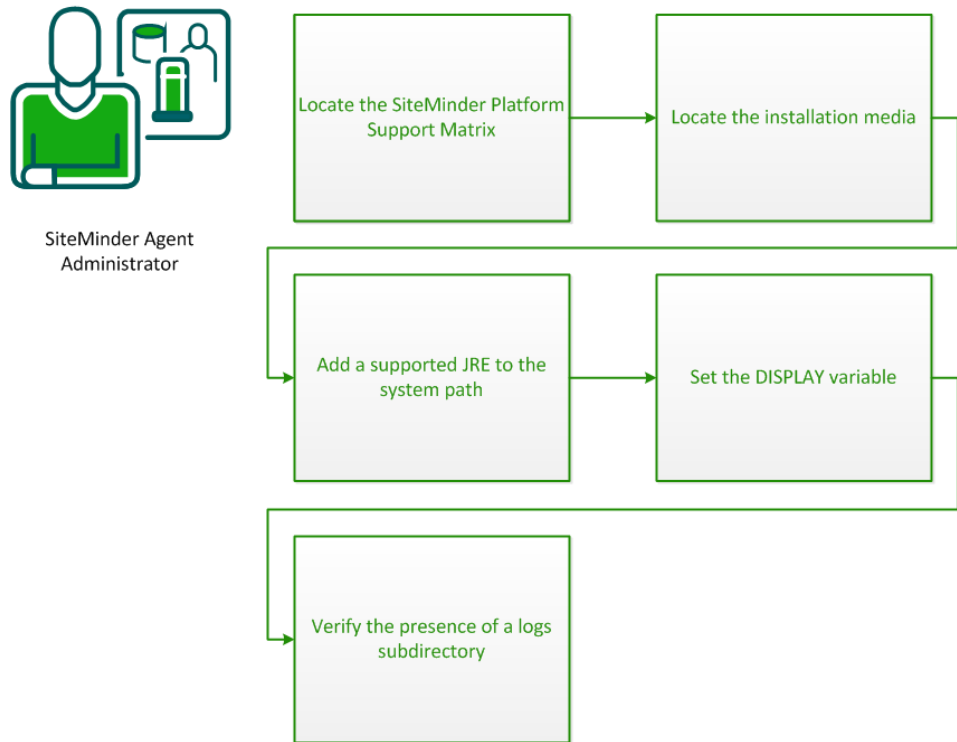 SiteMinder Agent
Administrator
Locate the SiteMinder Platform
Support Matrix
Locate the installation media
Add a supported JRE to the
system path
Set the DISPLAY variable
Verify the presence of a logs
subdirectory